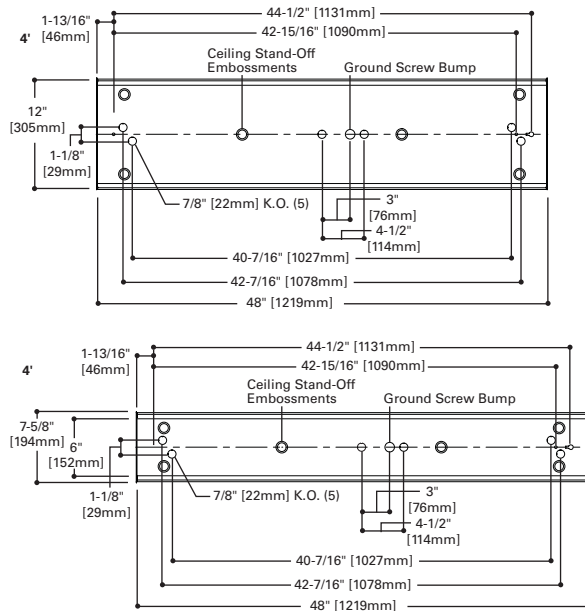 44-1/2" [1131mm]
1-13/16"
[46mm]
4'
42-15/16" [1090mm]
Ceiling Stand-Off
Embossments
Ground Screw Bump
12"
[305mm]
1-1/8"
[29mm]
7/8" [22mm] K.O. (5)
3"
[76mm]
4-1/2"
[114mm]
40-7/16" [1027mm]
42-7/16" [1078mm]
48" [1219mm]
44-1/2" [1131mm]
1-13/16"
[46mm]
4'
42-15/16" [1090mm]
Ceiling Stand-Off
Embossments
Ground Screw Bump
7-5/8"
[194mm]
6"
[152mm]
1-1/8"
[29mm]
7/8" [22mm] K.O. (5)
3"
[76mm]
4-1/2"
[114mm]
40-7/16" [1027mm]
42-7/16" [1078mm]
48" [1219mm]